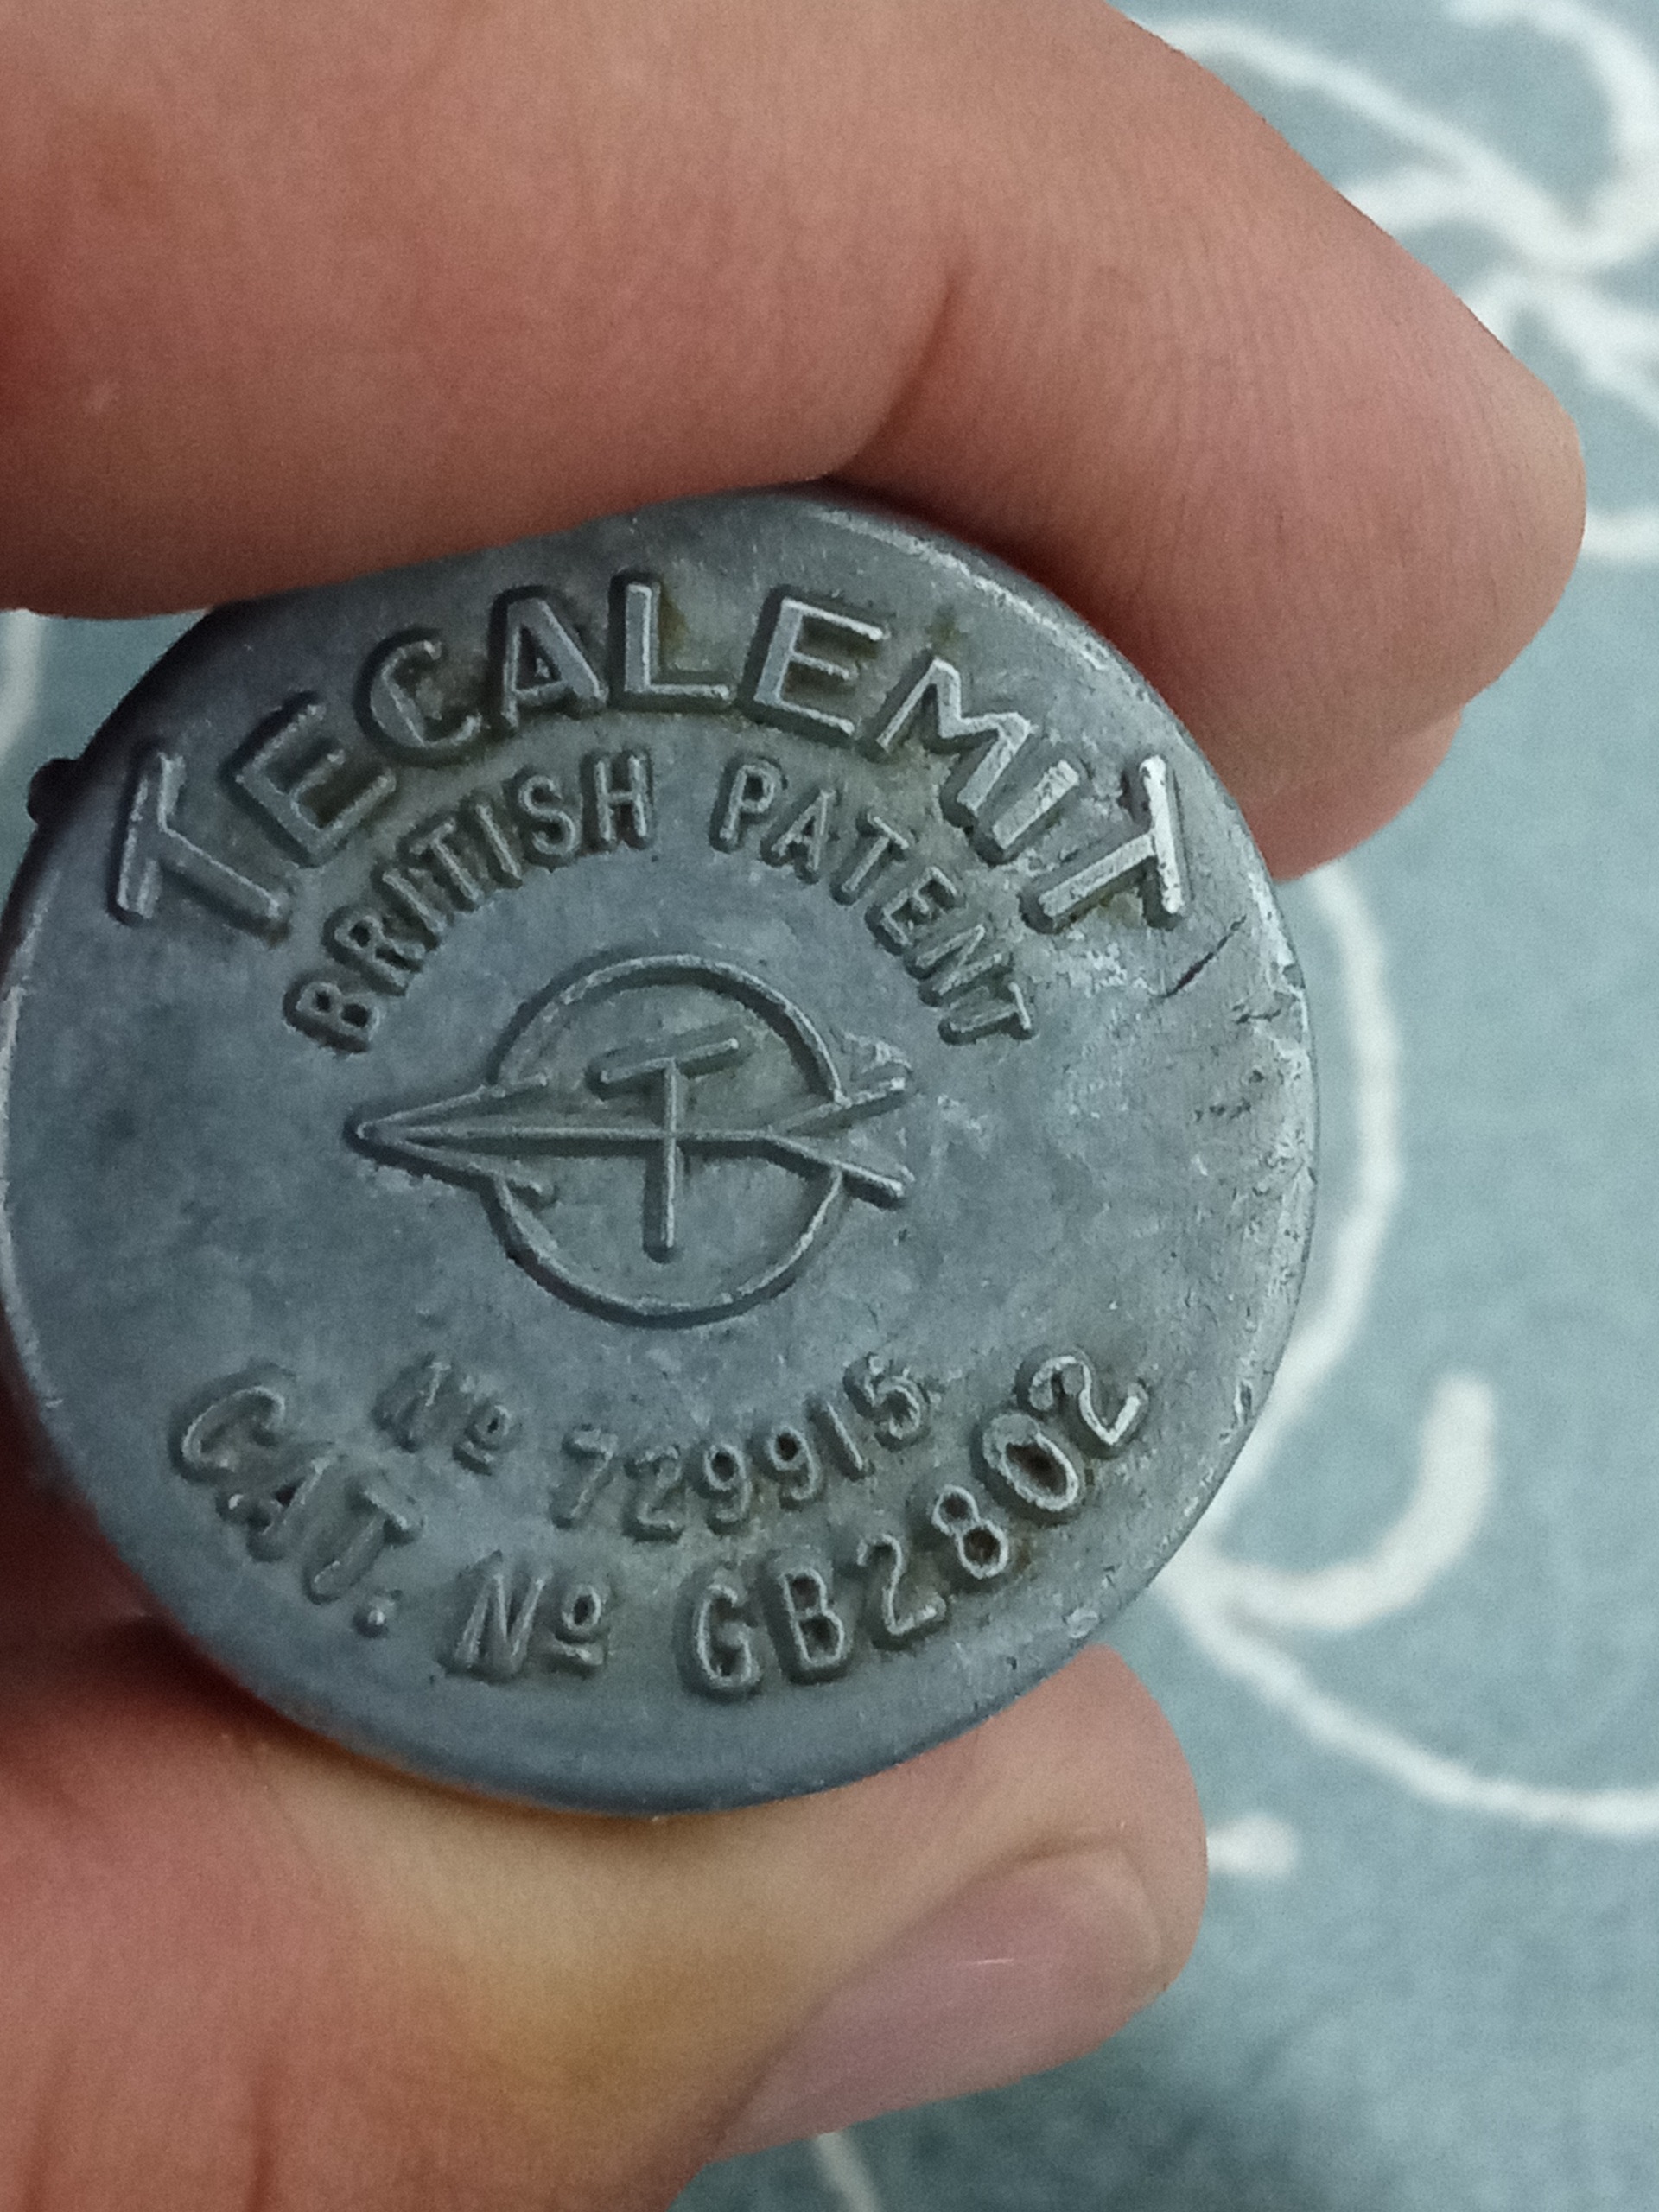 TECALEMIT
BRITISH PATENT
T
Nº 729915
CAT. Nº GB2802